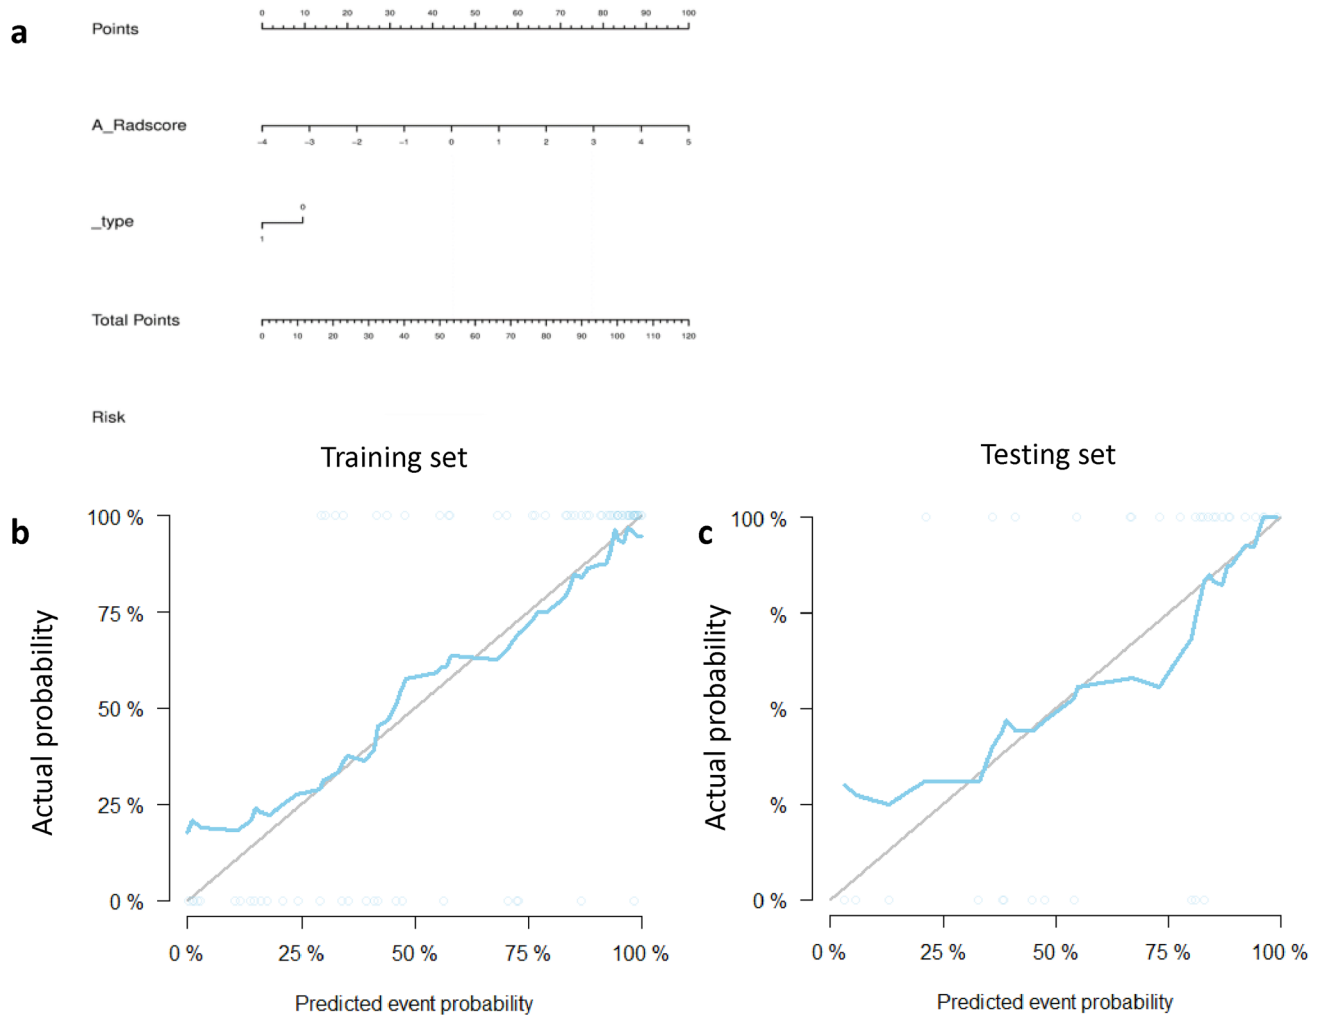 a
Points
0 10 20 30 40 50 60 70 80 90 100
A_Radscore
−4 −3 −2 −1 0 1 2 3 4 5
_type
0
1
Total Points
0 10 20 30 40 50 60 70 80 90 100 110 120
Risk
Training set
b
Actual probability
100 %
75 %
50 %
25 %
0 %
0 % 25 % 50 % 75 % 100 %
Predicted event probability
Testing set
c
Actual probability
100 %
%
%
%
0 %
0 % 25 % 50 % 75 % 100 %
Predicted event probability